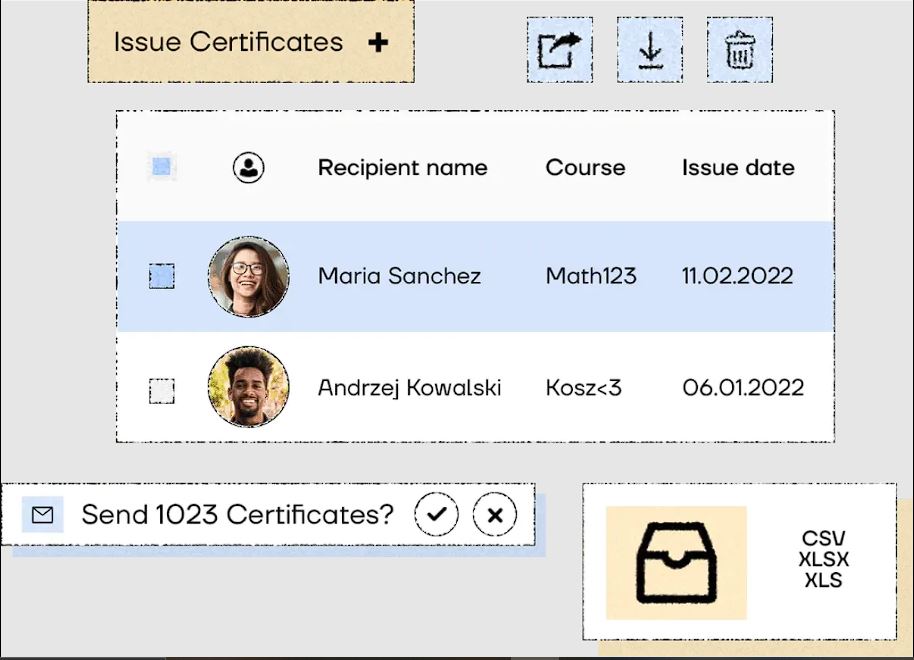 Issue Certificates +
Recipient name Course Issue date
Maria Sanchez Math123 11.02.2022
Andrzej Kowalski Kosz<3 06.01.2022
Send 1023 Certificates?
CSV
XLSX
XLS